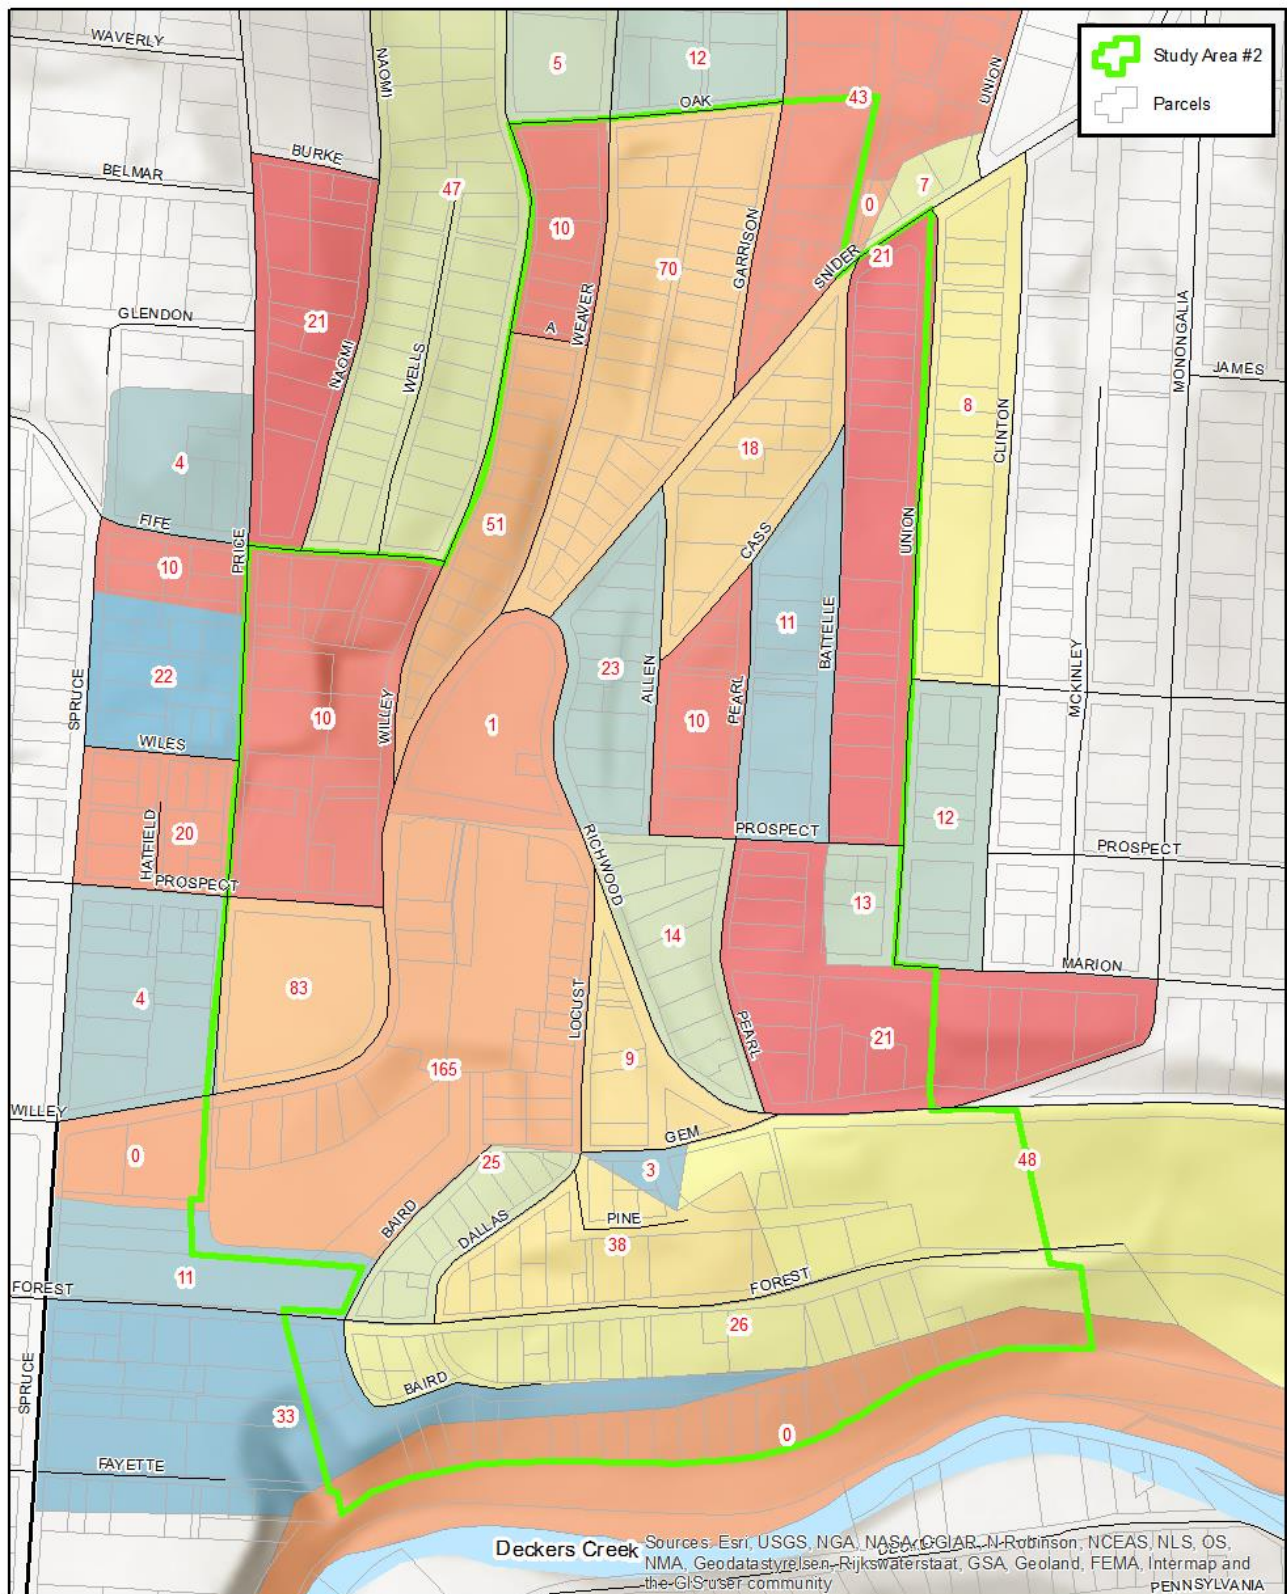 Study Area #2
Parcels
WAVERLY
NAOMI
5
12
OAK
43
UNION
BURKE
BELMAR
47
7
0
10
GARRISON
70
SNIDER
21
GLENDON
21
NAOMI
WELLS
A
WEAVER
MONONGALIA
JAMES
8
CLINTON
4
18
FIFE
PRICE
51
CASS
UNION
10
11
BATTELLE
22
SPRUCE
23
ALLEN
MCKINLEY
WILES
10
WILLEY
1
10
PEARL
HATFIELD
20
PROSPECT
12
PROSPECT
PROSPECT
RICHWOOD
13
14
4
83
LOCUST
MARION
165
9
PEARL
21
WILLEY
GEM
0
25
3
48
BAIRD
DALLAS
PINE
38
11
FOREST
FOREST
26
BAIRD
SPRUCE
33
0
FAYETTE
Deckers Creek
Sources: Esri, USGS, NGA, NASA, CGIAR, N Robinson, NCEAS, NLS, OS,
NMA, Geodatastyrelsen, Rijkswaterstaat, GSA, Geoland, FEMA, Intermap and
the GIS user community
PENNSYLVANIA